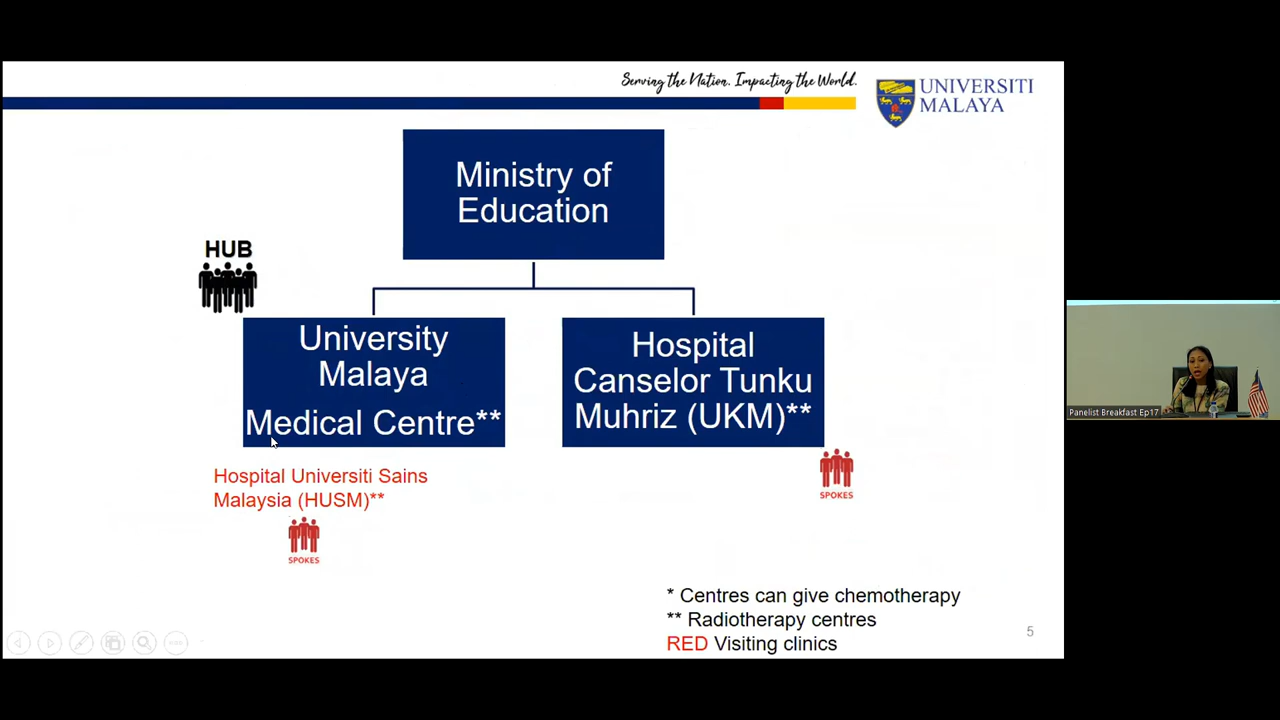 Serving the Nation. Impacting the World.
UNIVERSITI
MALAYA
Ministry of
Education
HUB
University
Malaya
Medical Centre**
Hospital
Canselor Tunku
Muhriz (UKM)**
Hospital Universiti Sains
Malaysia (HUSM)**
SPOKES
SPOKES
* Centres can give chemotherapy
** Radiotherapy centres
RED Visiting clinics
5
Panelist Breakfast Ep17